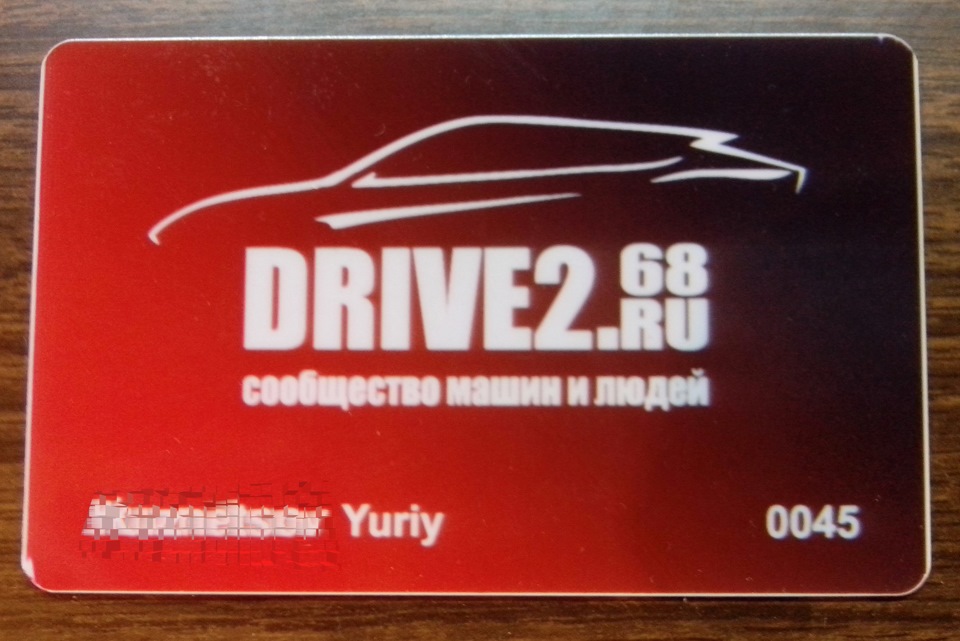 DRIVE2.68
RU
сообщество машин и людей
Yuriy 0045